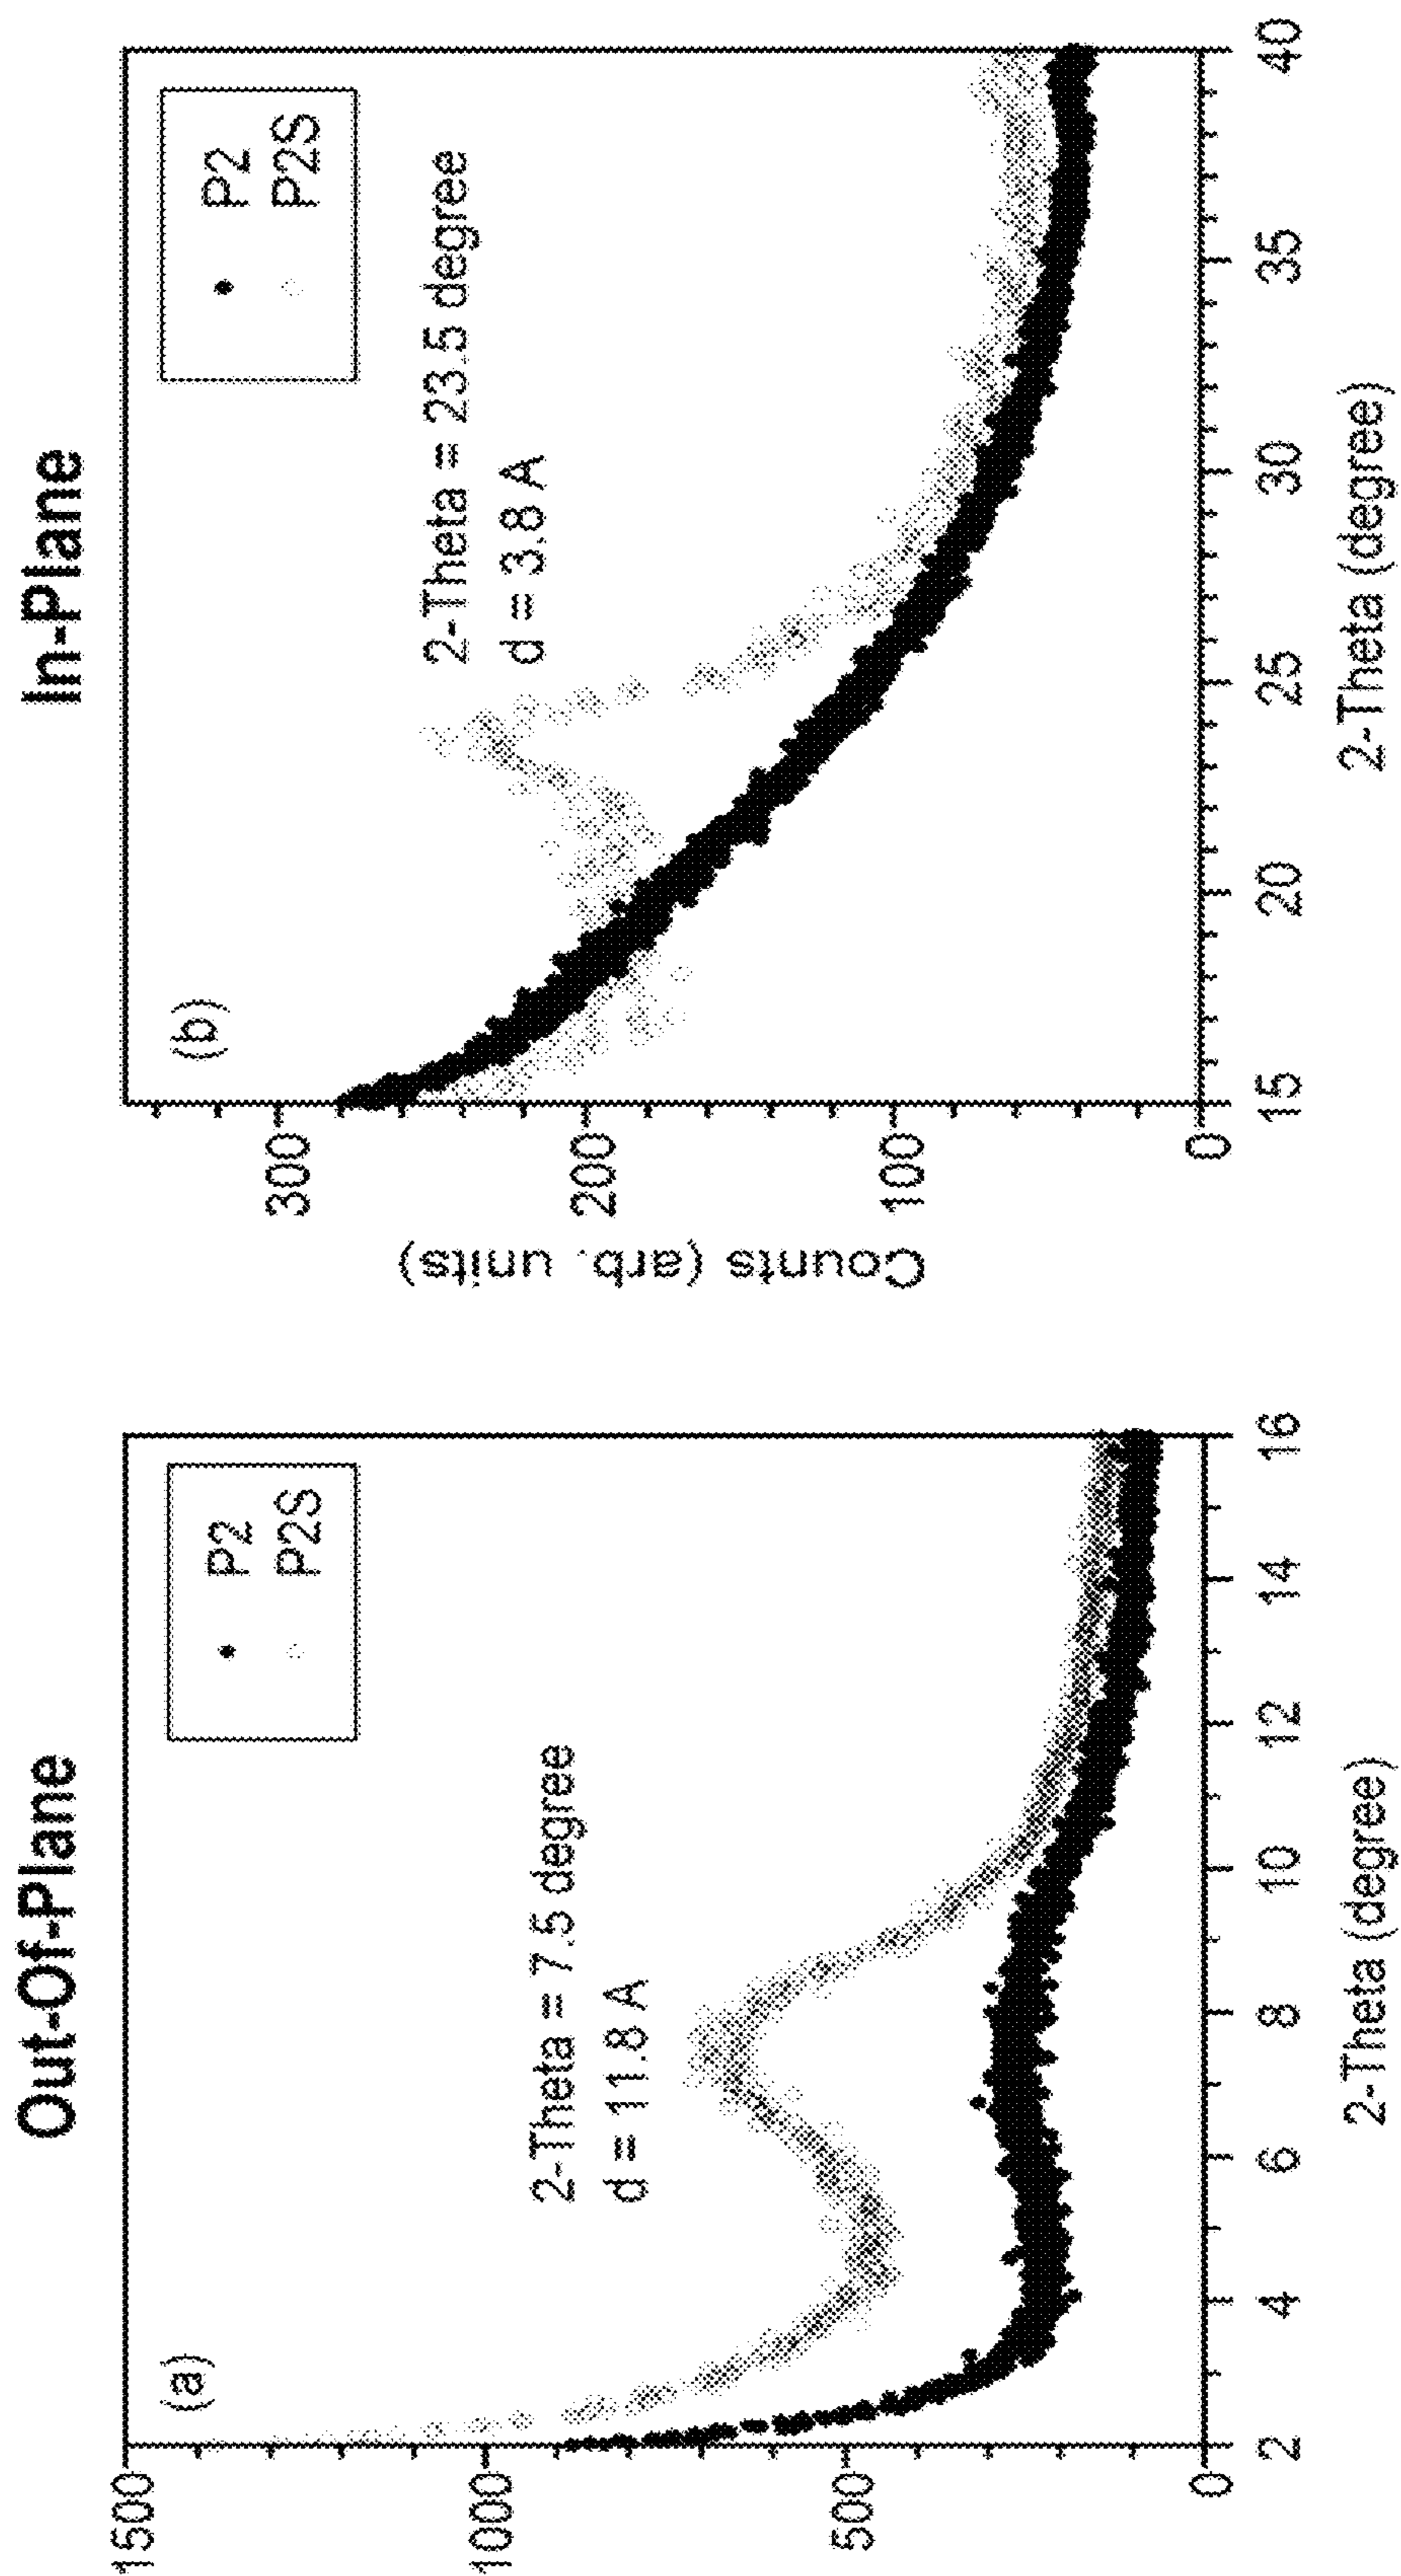 Out-Of-Plane
(a)
P2
P2S
2-Theta = 7.5 degree
d = 11.8 A
1500
1000
500
0
2
4
6
8
10
12
14
16
2-Theta (degree)
In-Plane
(b)
P2
P2S
2-Theta = 23.5 degree
d = 3.8 A
Counts (arb. units)
300
200
100
0
15
20
25
30
35
40
2-Theta (degree)